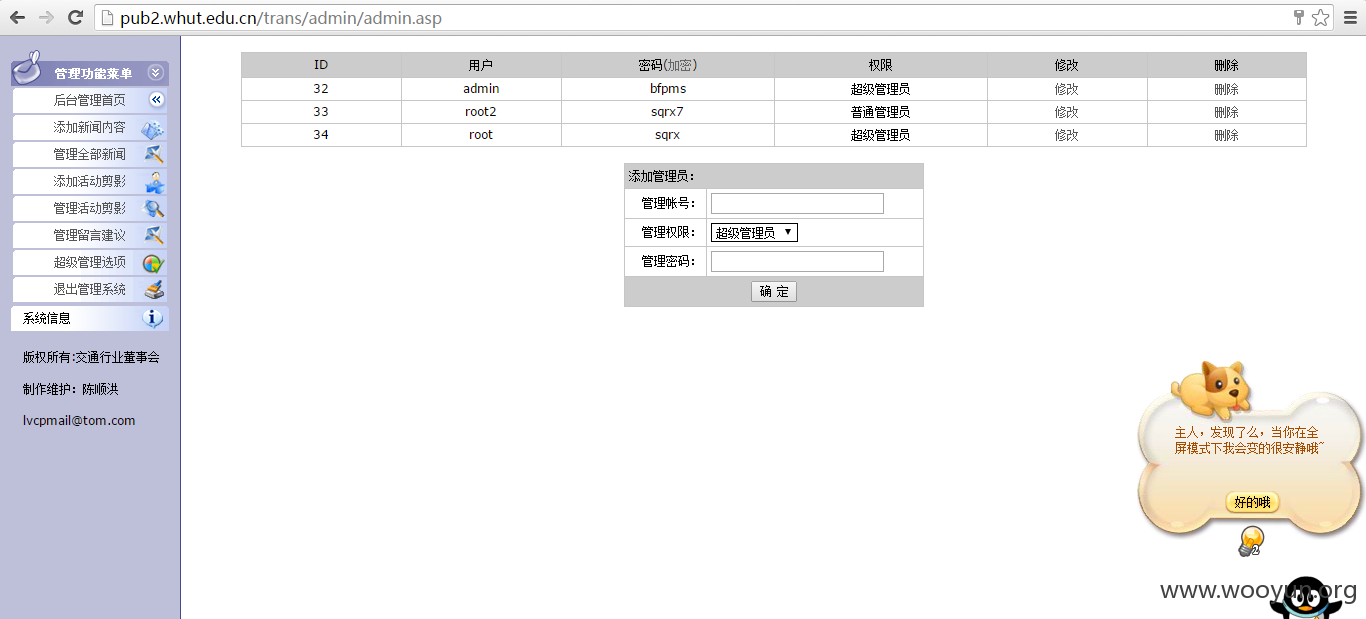 pub2.whut.edu.cn/trans/admin/admin.asp
管理功能菜单
后台管理首页
添加新闻内容
管理全部新闻
添加活动剪影
管理活动剪影
管理留言建议
超级管理选项
退出管理系统
系统信息
版权所有:交通行业董事会
制作维护：陈顺洪
lvcpmail@tom.com
ID 用户 密码(加密) 权限 修改 删除
32 admin bfpms 超级管理员 修改 删除
33 root2 sqrx7 普通管理员 修改 删除
34 root sqrx 超级管理员 修改 删除
添加管理员：
管理帐号：
管理权限： 超级管理员
管理密码：
确 定
主人，发现了么，当你在全
屏模式下我会变的很安静哦~
好的哦
2
www.wooyun.org